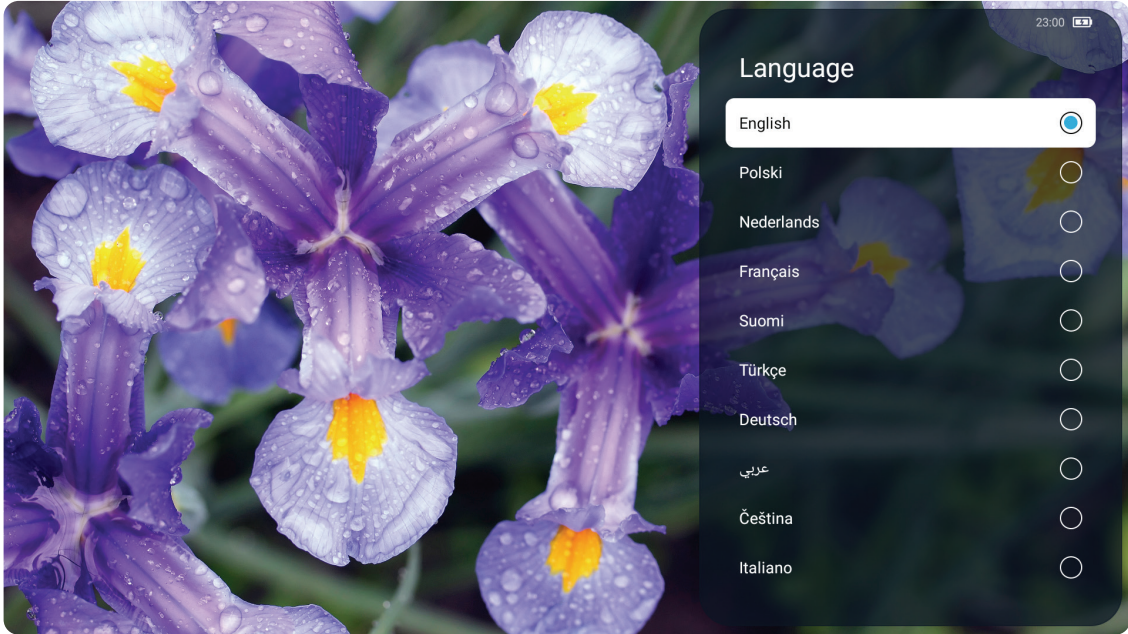 23:00
Language
English
Polski
Nederlands
Français
Suomi
Türkçe
Deutsch
عربي
Čeština
Italiano